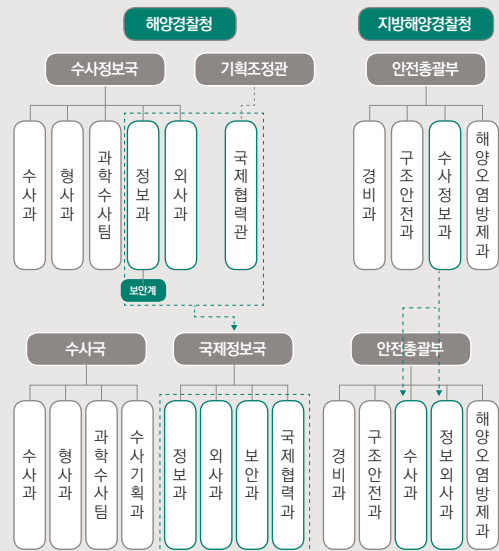 해양경찰청
지방해양경찰청
수사정보국
기획조정관
안전총괄부
수사과
형사과
과학수사팀
정보과
외사과
국제협력관
경비과
구조안전과
수사정보과
해양오염방제과
보안계
수사국
국제정보국
안전총괄부
수사과
형사과
과학수사팀
수사기획과
정보과
외사과
보안과
국제협력과
경비과
구조안전과
수사과
정보외사과
해양오염방제과